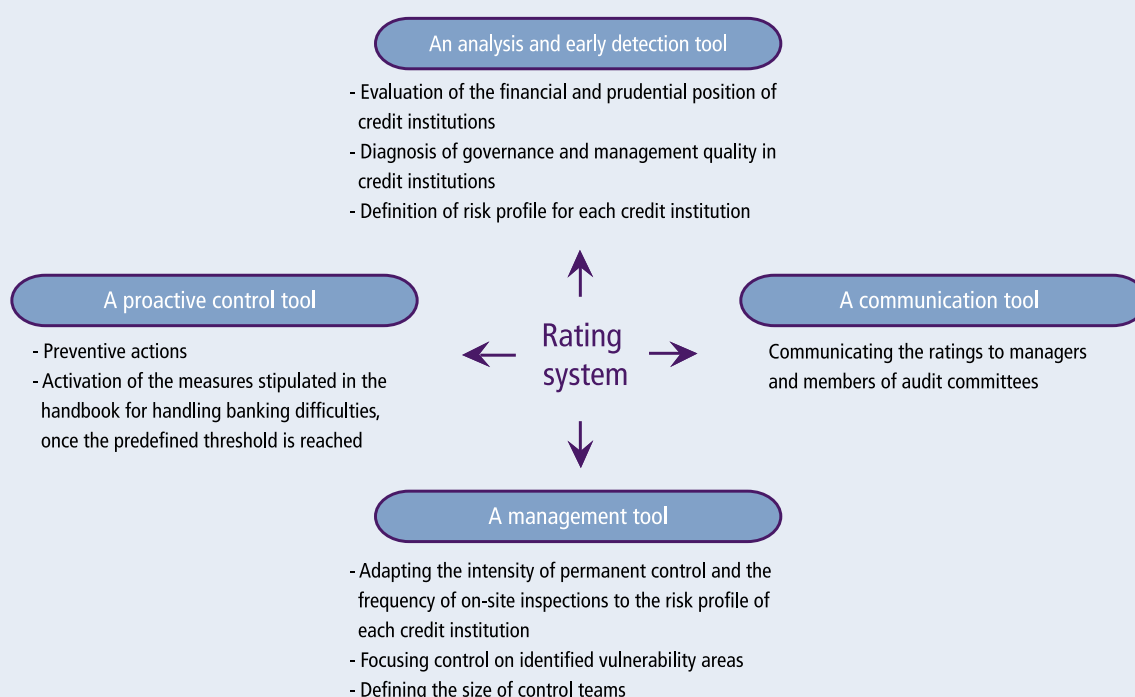 An analysis and early detection tool
- Evaluation of the financial and prudential position of
credit institutions
- Diagnosis of governance and management quality in
credit institutions
- Definition of risk profile for each credit institution
A proactive control tool
- Preventive actions
- Activation of the measures stipulated in the
handbook for handling banking difficulties,
once the predefined threshold is reached
Rating
system
A communication tool
Communicating the ratings to managers
and members of audit committees
A management tool
- Adapting the intensity of permanent control and the
frequency of on-site inspections to the risk profile of
each credit institution
- Focusing control on identified vulnerability areas
- Defining the size of control teams